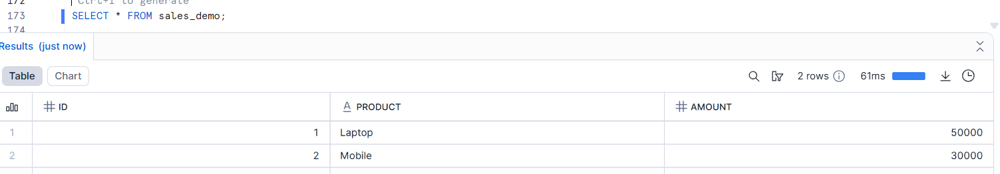 172 Ctrl+I to generate
173 SELECT * FROM sales_demo;
174
Results (just now)
Table Chart 2 rows 61ms
ID PRODUCT AMOUNT
1 1 Laptop 50000
2 2 Mobile 30000